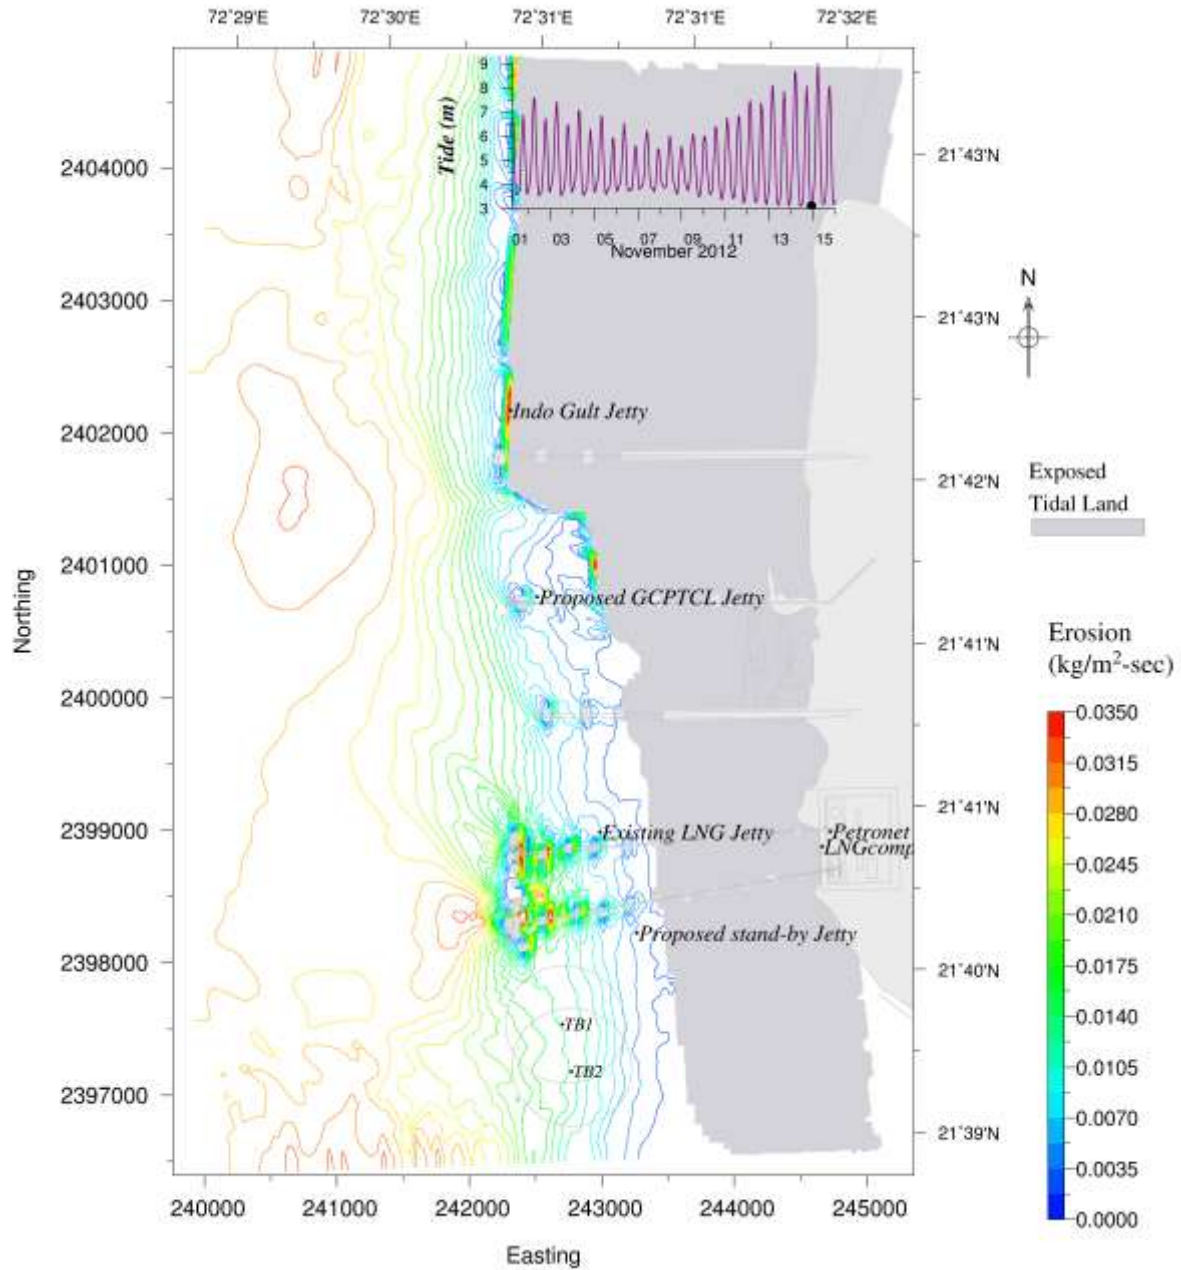 72˚29'E 72˚30'E 72˚31'E 72˚31'E 72˚32'E
9
8
7
6
5
4
3
Tide (m)
01 03 05 07 09 11 13 15
November 2012
2404000
2403000
2402000
2401000
2400000
2399000
2398000
2397000
Northing
21˚43'N
21˚43'N
21˚42'N
21˚41'N
21˚41'N
21˚40'N
21˚39'N
Indo Gult Jetty
Proposed GCPTCL Jetty
Existing LNG Jetty
Petronet
LNGcomp
Proposed stand-by Jetty
TB1
TB2
240000 241000 242000 243000 244000 245000
Easting
N
Exposed
Tidal Land
Erosion
(kg/m²-sec)
0.0350
0.0315
0.0280
0.0245
0.0210
0.0175
0.0140
0.0105
0.0070
0.0035
0.0000